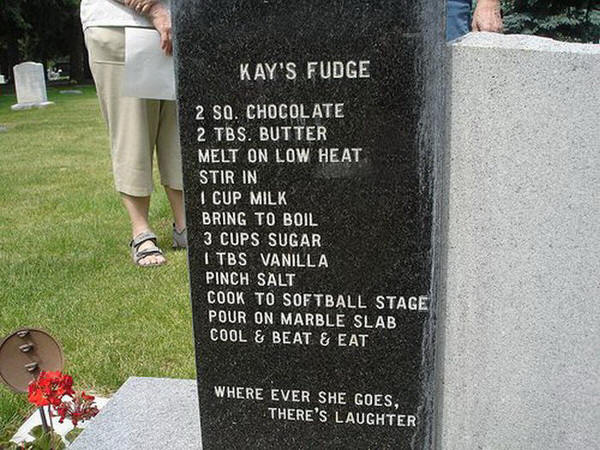 KAY'S FUDGE
2 SQ. CHOCOLATE
2 TBS. BUTTER
MELT ON LOW HEAT
STIR IN
1 CUP MILK
BRING TO BOIL
3 CUPS SUGAR
1 TBS VANILLA
PINCH SALT
COOK TO SOFTBALL STAGE
POUR ON MARBLE SLAB
COOL & BEAT & EAT
WHERE EVER SHE GOES,
THERE'S LAUGHTER